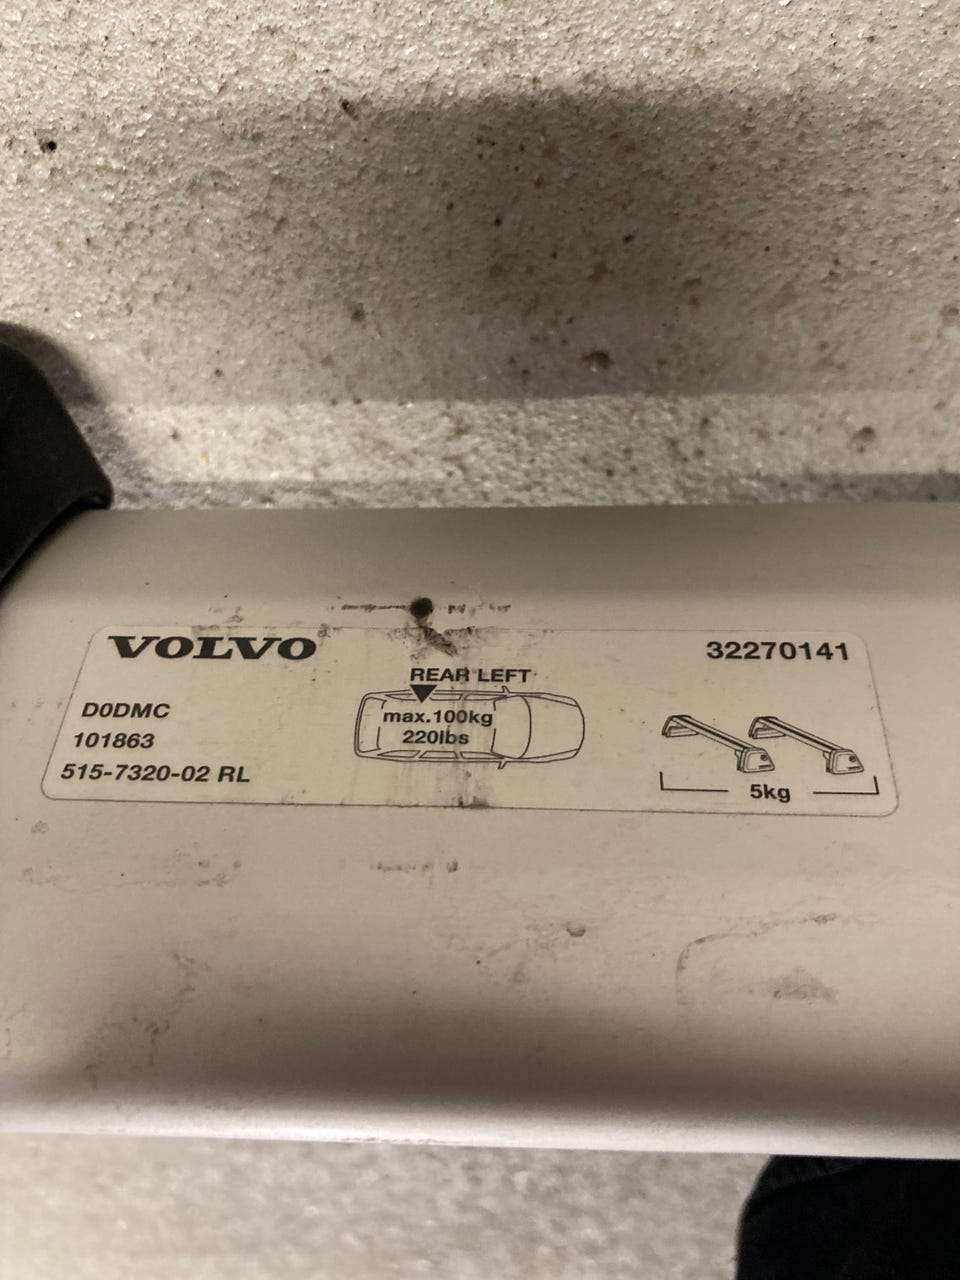 VOLVO
32270141
REAR LEFT
max.100kg
220lbs
D0DMC
101863
515-7320-02 RL
5kg